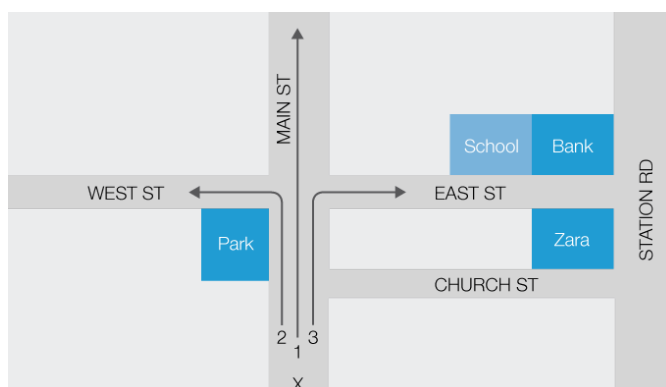 MAIN ST
School
Bank
WEST ST
EAST ST
STATION RD
Park
Zara
CHURCH ST
2
3
1
X